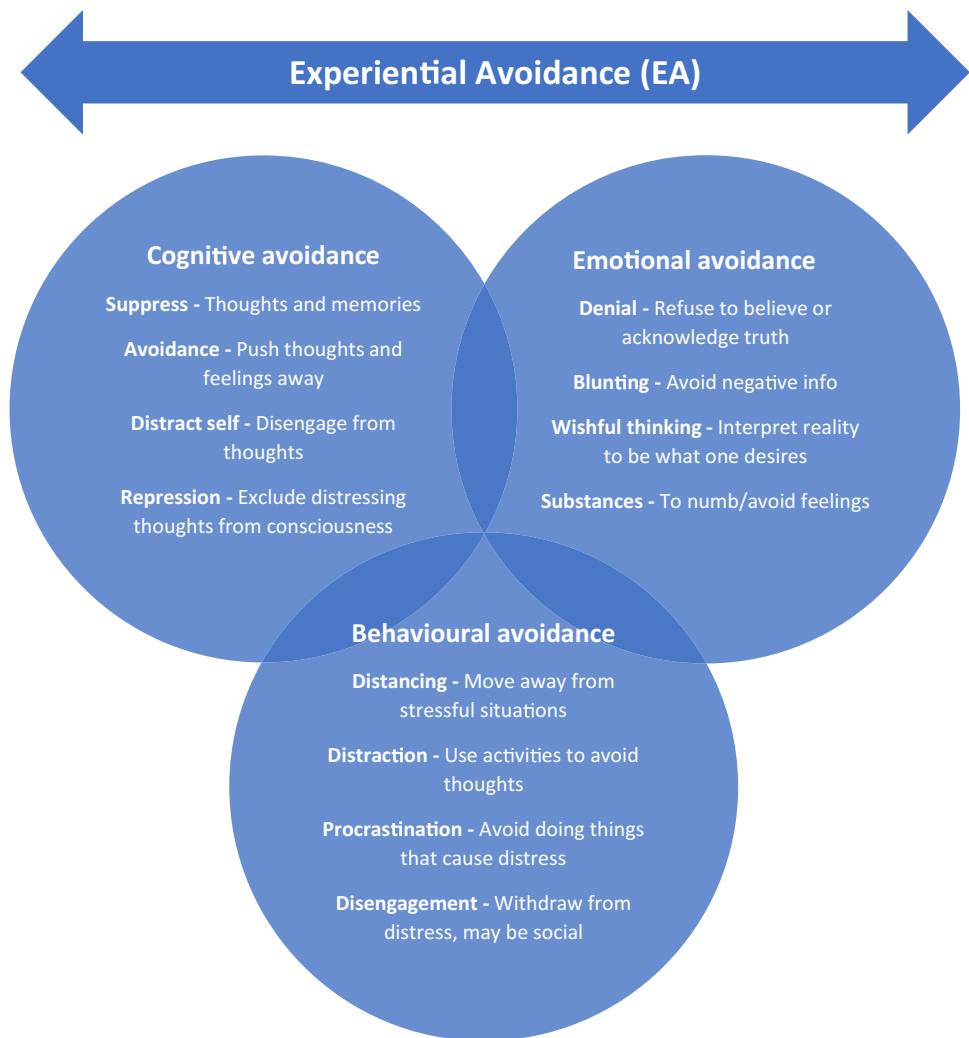 Experiential Avoidance (EA)
Cognitive avoidance
Suppress - Thoughts and memories
Avoidance - Push thoughts and
feelings away
Distract self - Disengage from
thoughts
Repression - Exclude distressing
thoughts from consciousness
Emotional avoidance
Denial - Refuse to believe or
acknowledge truth
Blunting - Avoid negative info
Wishful thinking - Interpret reality
to be what one desires
Substances - To numb/avoid feelings
Behavioural avoidance
Distancing - Move away from
stressful situations
Distraction - Use activities to avoid
thoughts
Procrastination - Avoid doing things
that cause distress
Disengagement - Withdraw from
distress, may be social